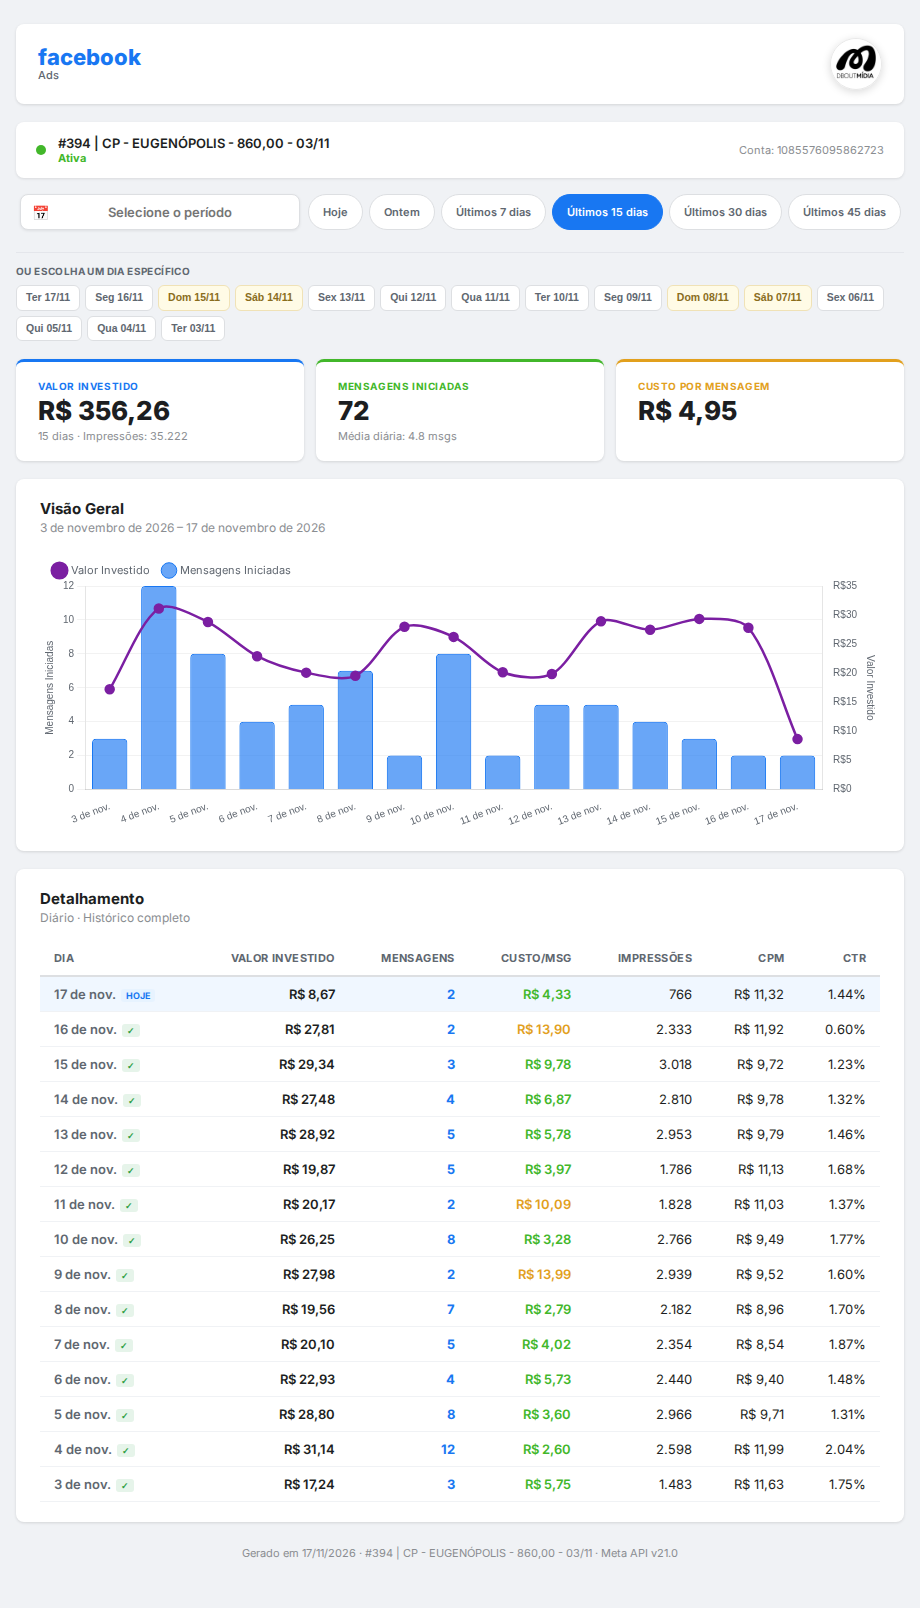 facebook
Ads
DBOUTMÍDIA
#394 | CP - EUGENÓPOLIS - 860,00 - 03/11
Ativa
Conta: 1085576095862723
Selecione o período
Hoje
Ontem
Últimos 7 dias
Últimos 15 dias
Últimos 30 dias
Últimos 45 dias
OU ESCOLHA UM DIA ESPECÍFICO
Ter 17/11
Seg 16/11
Dom 15/11
Sáb 14/11
Sex 13/11
Qui 12/11
Qua 11/11
Ter 10/11
Seg 09/11
Dom 08/11
Sáb 07/11
Sex 06/11
Qui 05/11
Qua 04/11
Ter 03/11
VALOR INVESTIDO
R$ 356,26
15 dias · Impressões: 35.222
MENSAGENS INICIADAS
72
Média diária: 4.8 msgs
CUSTO POR MENSAGEM
R$ 4,95
Visão Geral
3 de novembro de 2026 – 17 de novembro de 2026
Valor Investido
Mensagens Iniciadas
12
10
8
6
4
2
0
Mensagens Iniciadas
R$35
R$30
R$25
R$20
R$15
R$10
R$5
R$0
Valor Investido
3 de nov.
4 de nov.
5 de nov.
6 de nov.
7 de nov.
8 de nov.
9 de nov.
10 de nov.
11 de nov.
12 de nov.
13 de nov.
14 de nov.
15 de nov.
16 de nov.
17 de nov.
Detalhamento
Diário · Histórico completo
DIA VALOR INVESTIDO MENSAGENS CUSTO/MSG IMPRESSÕES CPM CTR
17 de nov. HOJE R$ 8,67 2 R$ 4,33 766 R$ 11,32 1.44%
16 de nov. ✓ R$ 27,81 2 R$ 13,90 2.333 R$ 11,92 0.60%
15 de nov. ✓ R$ 29,34 3 R$ 9,78 3.018 R$ 9,72 1.23%
14 de nov. ✓ R$ 27,48 4 R$ 6,87 2.810 R$ 9,78 1.32%
13 de nov. ✓ R$ 28,92 5 R$ 5,78 2.953 R$ 9,79 1.46%
12 de nov. ✓ R$ 19,87 5 R$ 3,97 1.786 R$ 11,13 1.68%
11 de nov. ✓ R$ 20,17 2 R$ 10,09 1.828 R$ 11,03 1.37%
10 de nov. ✓ R$ 26,25 8 R$ 3,28 2.766 R$ 9,49 1.77%
9 de nov. ✓ R$ 27,98 2 R$ 13,99 2.939 R$ 9,52 1.60%
8 de nov. ✓ R$ 19,56 7 R$ 2,79 2.182 R$ 8,96 1.70%
7 de nov. ✓ R$ 20,10 5 R$ 4,02 2.354 R$ 8,54 1.87%
6 de nov. ✓ R$ 22,93 4 R$ 5,73 2.440 R$ 9,40 1.48%
5 de nov. ✓ R$ 28,80 8 R$ 3,60 2.966 R$ 9,71 1.31%
4 de nov. ✓ R$ 31,14 12 R$ 2,60 2.598 R$ 11,99 2.04%
3 de nov. ✓ R$ 17,24 3 R$ 5,75 1.483 R$ 11,63 1.75%
Gerado em 17/11/2026 · #394 | CP - EUGENÓPOLIS - 860,00 - 03/11 · Meta API v21.0